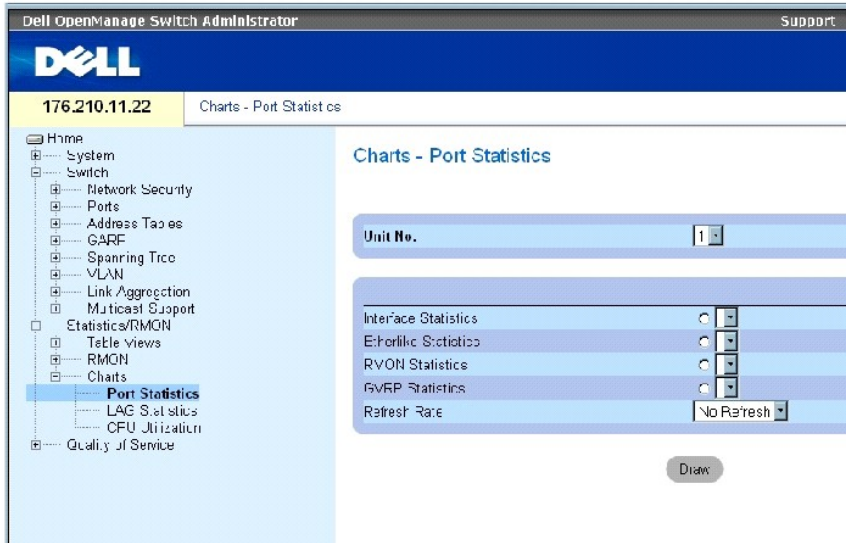 Dell OpenManage Switch Administrator
Support
DELL
176.210.11.22
Charts - Port Statistics
Home
System
Switch
Network Security
Ports
Address Tables
GARP
Spanning Tree
VLAN
Link Aggregation
Multicast Support
Statistics/RMON
Table Views
RMON
Charts
Port Statistics
LAG Statistics
CPU Utilization
Quality of Service
Charts - Port Statistics
Unit No. 1
Interface Statistics
Etherlike Statistics
RMON Statistics
GVRP Statistics
Refresh Rate No Refresh
Draw